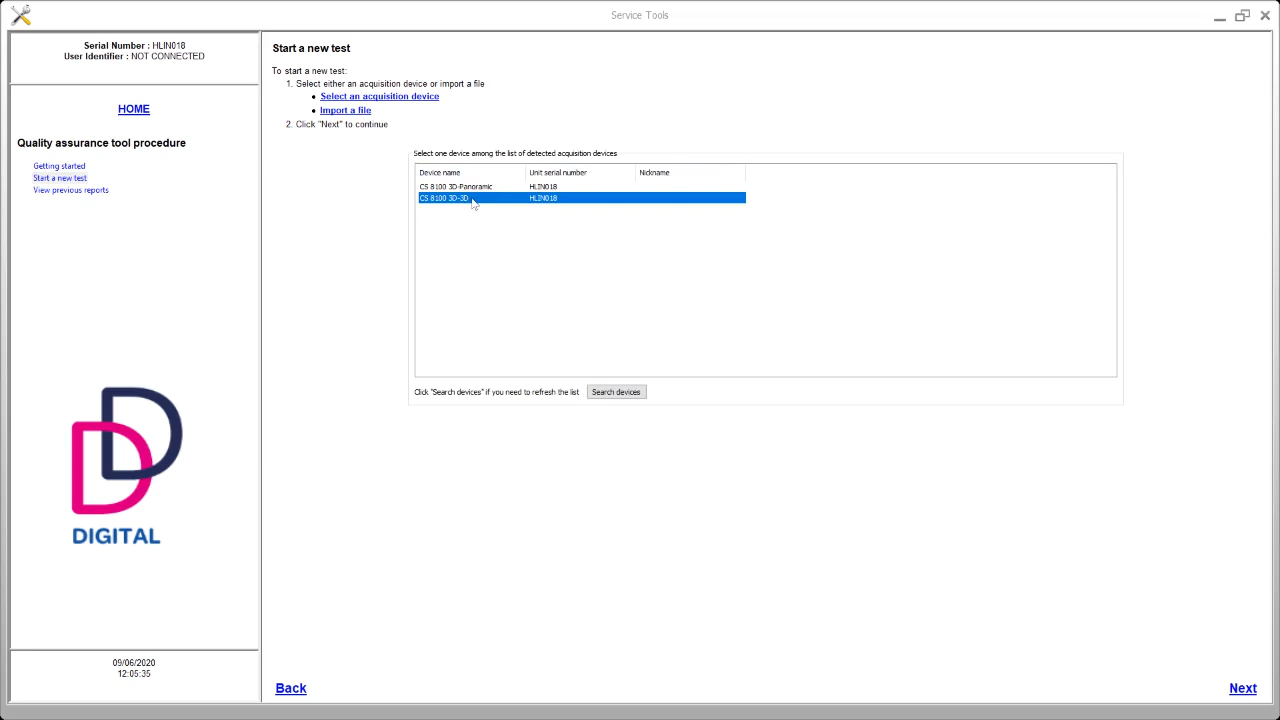 Service Tools
Serial Number : HLIN018
User Identifier : NOT CONNECTED
HOME
Quality assurance tool procedure
Getting started
Start a new test
View previous reports
DIGITAL
09/06/2020
12:05:35
Start a new test
To start a new test:
1. Select either an acquisition device or import a file
• Select an acquisition device
• Import a file
2. Click "Next" to continue
Select one device among the list of detected acquisition devices
Device name Unit serial number Nickname
CS 8100 3D-Panoramic HLIN018
CS 8100 3D-3D HLIN018
Click "Search devices" if you need to refresh the list Search devices
Back Next